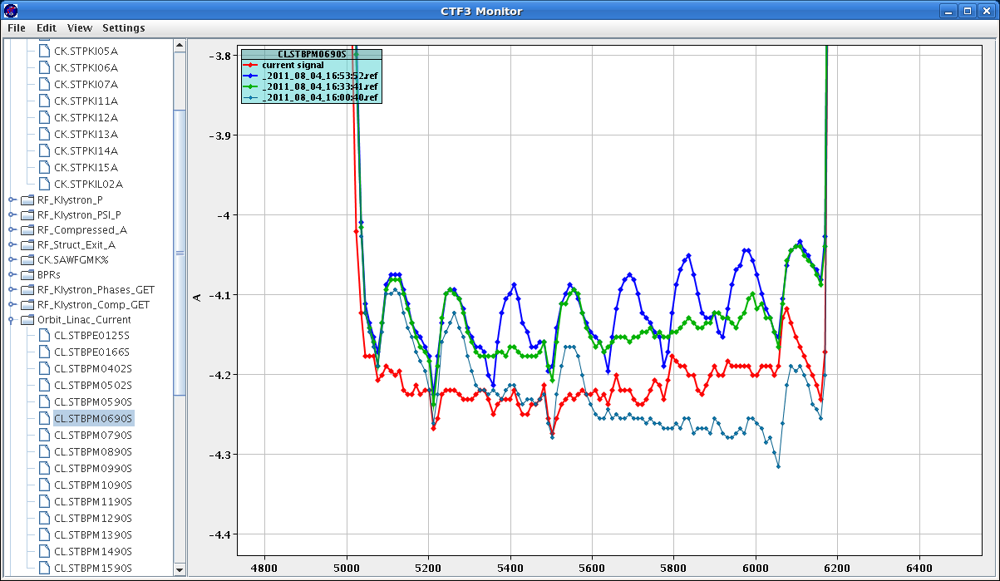 CTF3 Monitor
File Edit View Settings
CK.STPKI05A
CK.STPKI06A
CK.STPKI07A
CK.STPKI11A
CK.STPKI12A
CK.STPKI13A
CK.STPKI14A
CK.STPKI15A
CK.STPKIL02A
RF_Klystron_P
RF_Klystron_PSI_P
RF_Compressed_A
RF_Struct_Exit_A
CK.SAWFGMK%
BPRs
RF_Klystron_Phases_GET
RF_Klystron_Comp_GET
Orbit_Linac_Current
CL.STBPE0125S
CL.STBPE0166S
CL.STBPM0402S
CL.STBPM0502S
CL.STBPM0590S
CL.STBPM0690S
CL.STBPM0790S
CL.STBPM0890S
CL.STBPM0990S
CL.STBPM1090S
CL.STBPM1190S
CL.STBPM1290S
CL.STBPM1390S
CL.STBPM1490S
CL.STBPM1590S
CL.STBPM0690S
current signal
_2011_08_04_16:53:52.ref
_2011_08_04_16:33:41.ref
_2011_08_04_16:00:40.ref
-3.8
-3.9
-4
-4.1
-4.2
-4.3
-4.4
A
4800 5000 5200 5400 5600 5800 6000 6200 6400